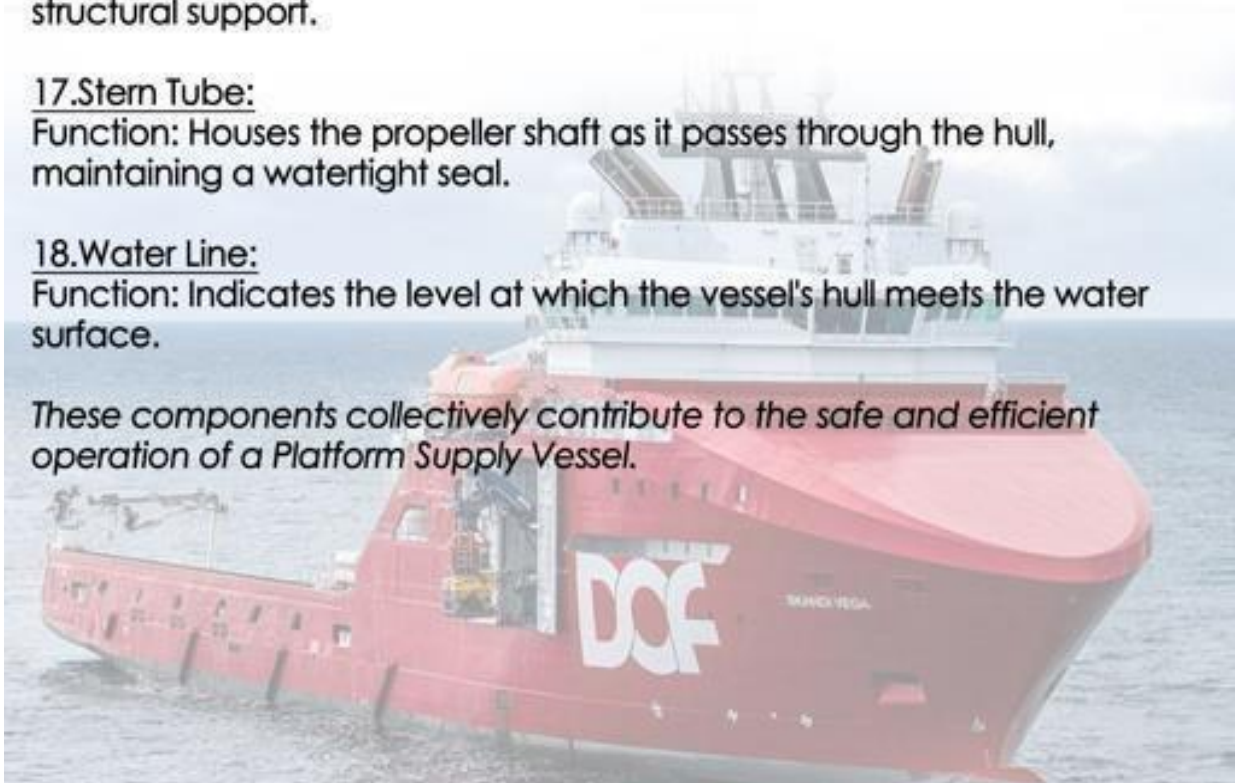 structural support.
17.Stern Tube:
Function: Houses the propeller shaft as it passes through the hull,
maintaining a watertight seal.
18.Water Line:
Function: Indicates the level at which the vessel's hull meets the water
surface.
These components collectively contribute to the safe and efficient
operation of a Platform Supply Vessel.
DOF
SKANDI VEGA